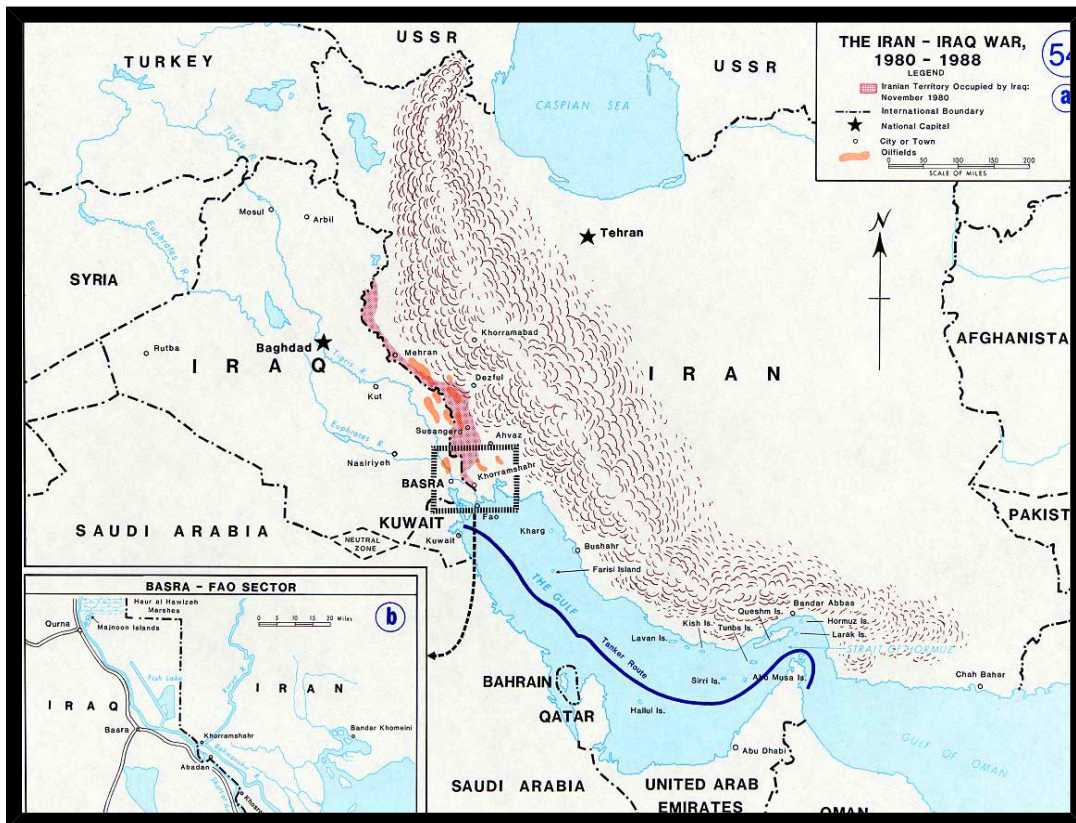 THE IRAN - IRAQ WAR,
1980 - 1988
LEGEND
Iranian Territory Occupied by Iraq:
November 1980
International Boundary
National Capital
City or Town
Oilfields
0 50 100 150 200
SCALE OF MILES
54
a
USSR
TURKEY
USSR
CASPIAN SEA
Tigris R.
Mosul
Arbil
N
Tehran
Euphrates R.
SYRIA
Khorramabad
AFGHANISTA
Rutba
Baghdad
Mehran
Tigris R.
IRAQ
IRAN
Dezful
Kut
Susangerd
Euphrates R.
Ahvaz
Nasiriyeh
Khorramshahr
BASRA
PAKIST
Fao
SAUDI ARABIA
KUWAIT
NEUTRAL
ZONE
Kuwait
Kharg
Bushahr
Farisi Island
THE GULF
Bandar Abbas
Queshm Is.
Hormuz Is.
Kish Is.
Tunbs Is.
Larak Is.
Lavan Is.
STRAIT OF HORMUZ
Tanker Route
Chah Bahar
BAHRAIN
Sirri Is.
Abu Musa Is.
QATAR
Hallul Is.
GULF OF OMAN
Abu Dhabi
SAUDI ARABIA
UNITED ARAB
EMIRATES
OMAN
BASRA - FAO SECTOR
b
Haur al Hawlzeh
Marshes
0 5 10 15 20 Miles
Majnoon Islands
Qurna
Fish Lake
Karun R.
IRAN
IRAQ
Basra
Khorramshahr
Bandar Khomeini
Bahmanshir R.
Abadan